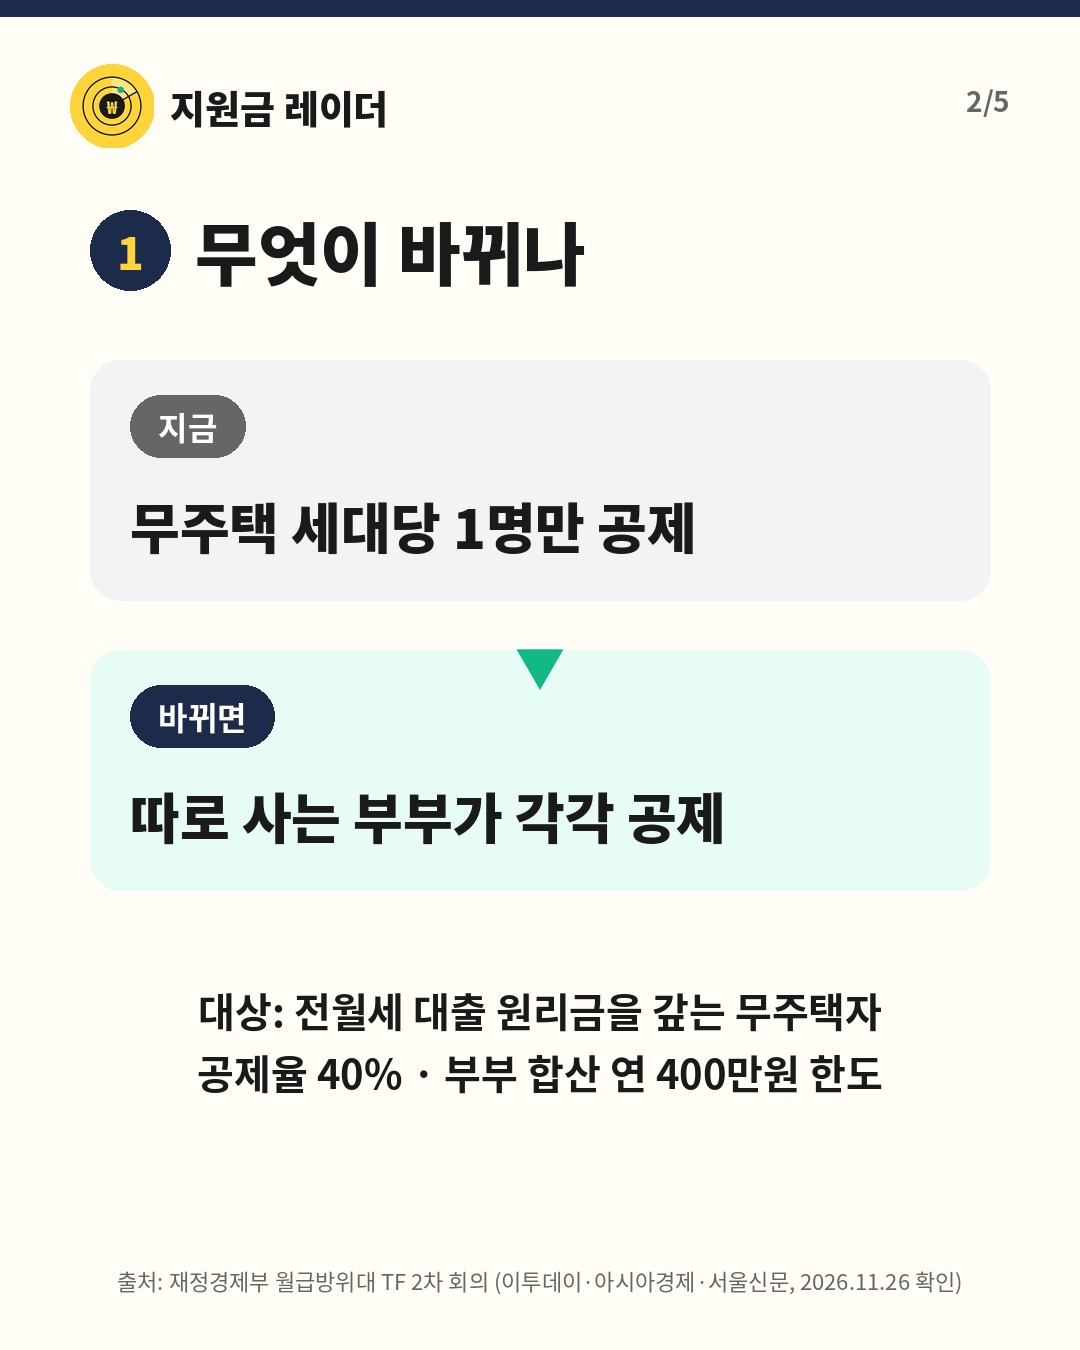 지원금 레이더
2/5
1 무엇이 바뀌나
지금
무주택 세대당 1명만 공제
바뀌면
따로 사는 부부가 각각 공제
대상: 전월세 대출 원리금을 갚는 무주택자
공제율 40% · 부부 합산 연 400만원 한도
출처: 재정경제부 월급방위대 TF 2차 회의 (이투데이·아시아경제·서울신문, 2026.11.26 확인)